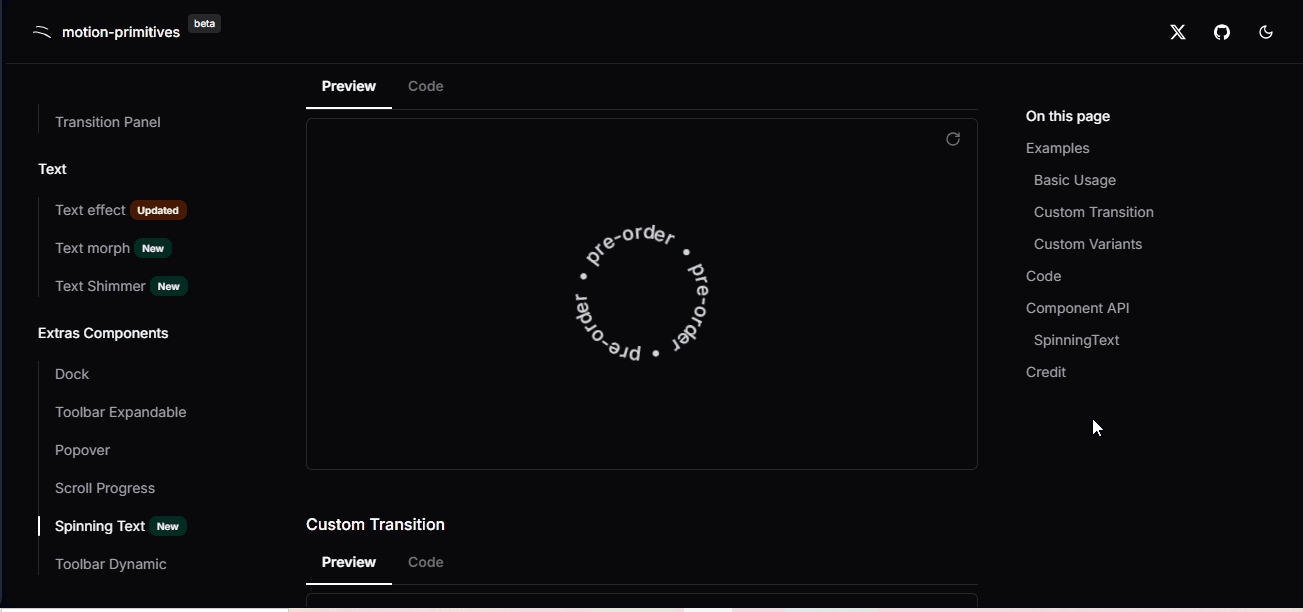 motion-primitives beta
Transition Panel
Text
Text effect Updated
Text morph New
Text Shimmer New
Extras Components
Dock
Toolbar Expandable
Popover
Scroll Progress
Spinning Text New
Toolbar Dynamic
Preview Code
pre-order • pre-order • pre-order •
Custom Transition
Preview Code
On this page
Examples
Basic Usage
Custom Transition
Custom Variants
Code
Component API
SpinningText
Credit